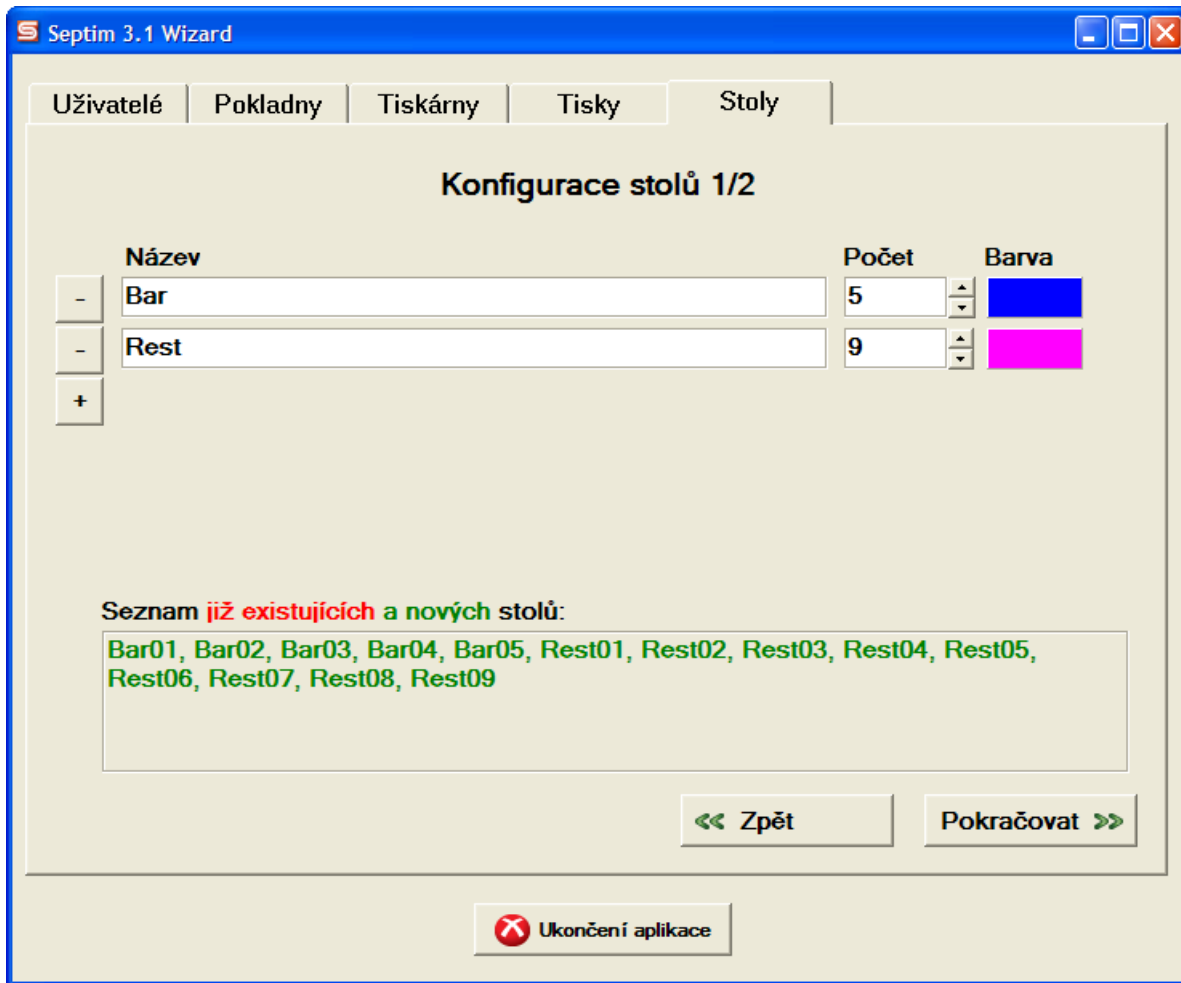 Septim 3.1 Wizard
Uživatelé Pokladny Tiskárny Tisky Stoly
Konfigurace stolů 1/2
Název Počet Barva
- Bar 5
- Rest 9
+
Seznam již existujících a nových stolů:
Bar01, Bar02, Bar03, Bar04, Bar05, Rest01, Rest02, Rest03, Rest04, Rest05,
Rest06, Rest07, Rest08, Rest09
Zpět Pokračovat
Ukončení aplikace